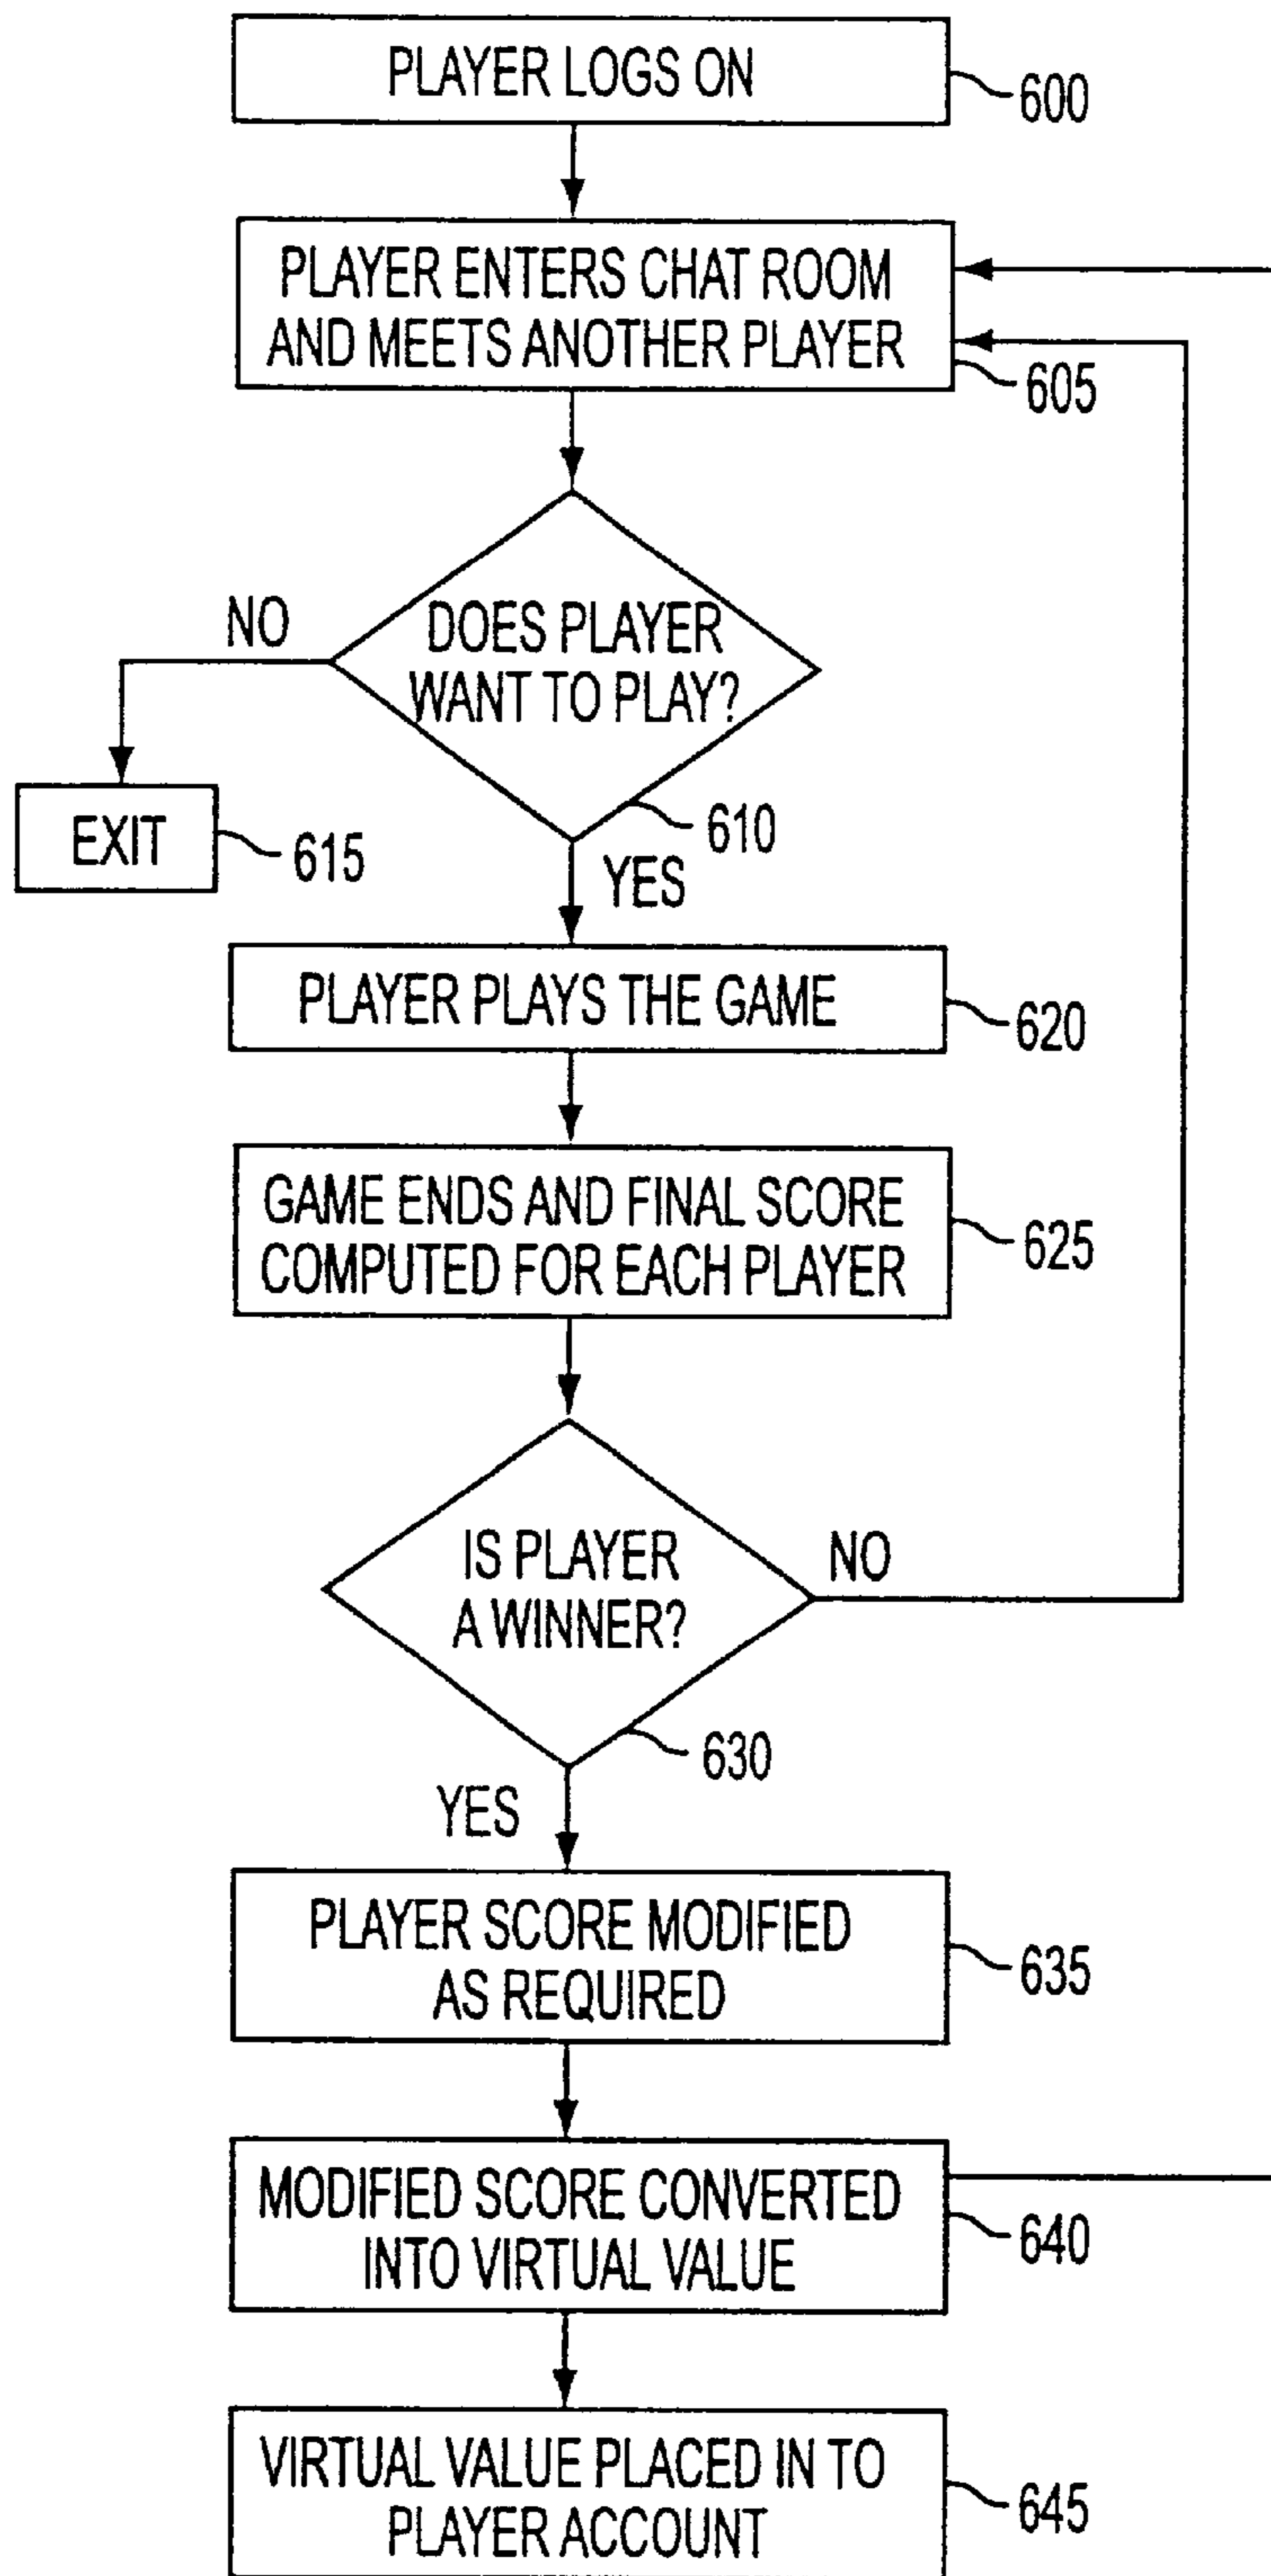 PLAYER LOGS ON
600
PLAYER ENTERS CHAT ROOM
AND MEETS ANOTHER PLAYER
605
DOES PLAYER
WANT TO PLAY?
610
NO
EXIT
615
YES
PLAYER PLAYS THE GAME
620
GAME ENDS AND FINAL SCORE
COMPUTED FOR EACH PLAYER
625
IS PLAYER
A WINNER?
NO
630
YES
PLAYER SCORE MODIFIED
AS REQUIRED
635
MODIFIED SCORE CONVERTED
INTO VIRTUAL VALUE
640
VIRTUAL VALUE PLACED IN TO
PLAYER ACCOUNT
645